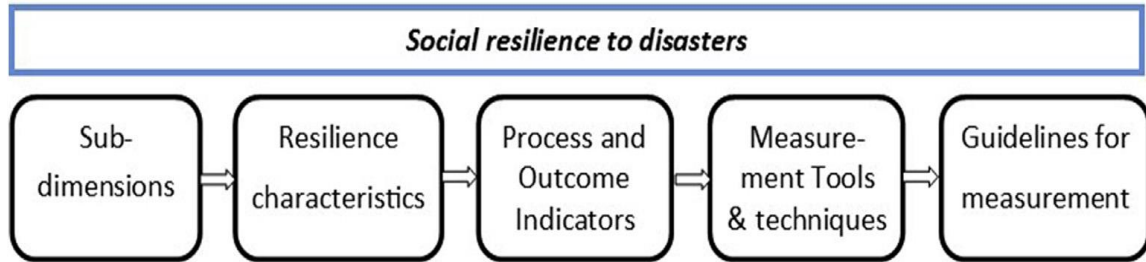 Social resilience to disasters
Sub-
dimensions
Resilience
characteristics
Process and
Outcome
Indicators
Measure-
ment Tools
& techniques
Guidelines for
measurement